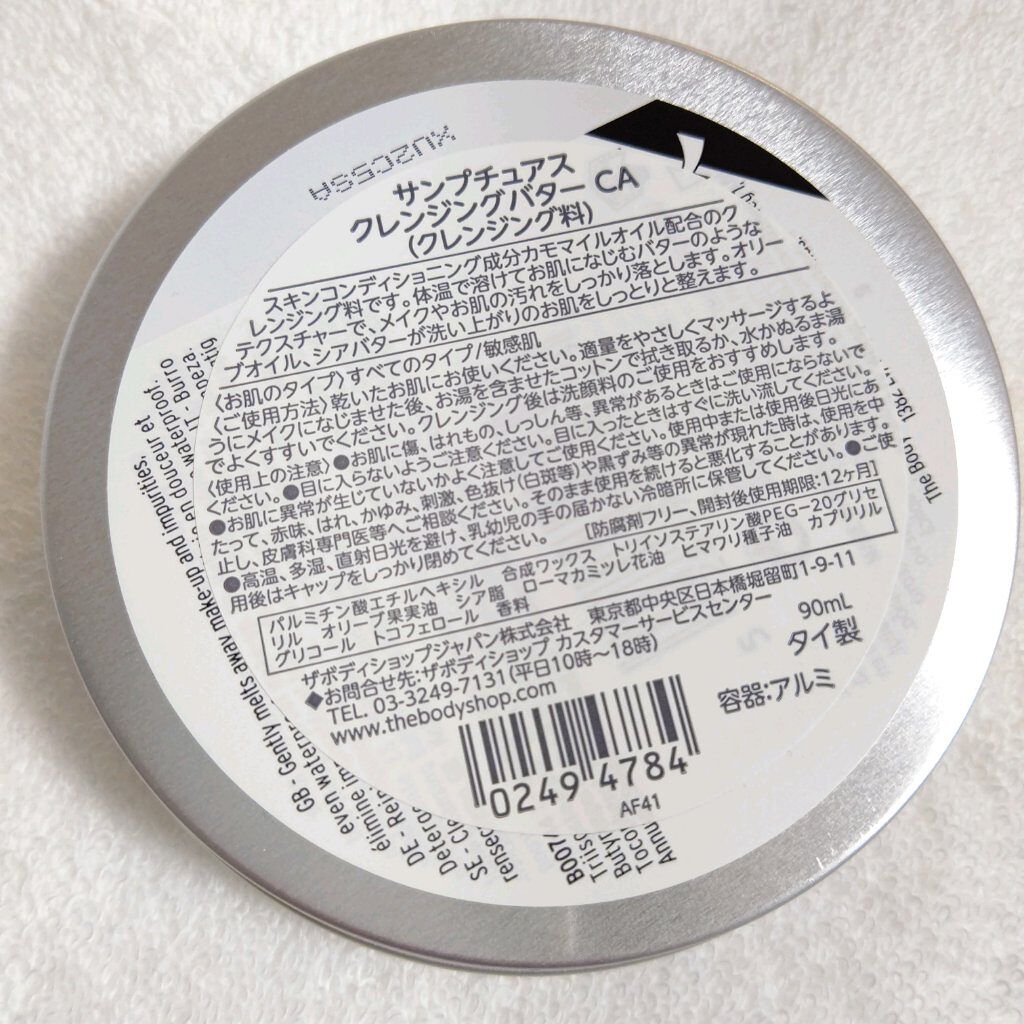 XU2CC55A
サンプチュアス
クレンジングバター CA
(クレンジング料)
スキンコンディショニング成分カモマイルオイル配合のク
レンジング料です。体温で溶けてお肌になじむバターのような
テクスチャーで、メイクやお肌の汚れをしっかり落とします。オリー
ブオイル、シアバターが洗い上がりのお肌をしっとりと整えます。
〈お肌のタイプ〉すべてのタイプ/敏感肌
〈ご使用方法〉乾いたお肌にお使いください。適量をやさしくマッサージするよ
うにメイクになじませた後、お湯を含ませたコットンで拭き取るか、水かぬるま湯
でよくすすいでください。クレンジング後は洗顔料のご使用をおすすめします。
〈使用上の注意〉●お肌に傷、はれもの、しっしん等、異常があるときはご使用にならないで
ください。●目に入らないようご注意ください。目に入ったときはすぐに洗い流してください。
●お肌に異常が生じていないかよく注意してご使用ください。使用中または使用後日光にあ
たって、赤味、はれ、かゆみ、刺激、色抜け(白斑等)や黒ずみ等の異常が現れた時は、使用を中
止し、皮膚科専門医等へご相談ください。そのまま使用を続けると悪化することがあります。
●高温、多湿、直射日光を避け、乳幼児の手の届かない冷暗所に保管してください。●ご使
用後はキャップをしっかり閉めてください。
[防腐剤フリー、開封後使用期限:12ヶ月]
パルミチン酸エチルヘキシル 合成ワックス トリイソステアリン酸PEG-20グリセ
リル オリーブ果実油 シア脂 ローマカミツレ花油 ヒマワリ種子油 カプリリル
グリコール トコフェロール 香料
ザボディショップジャパン株式会社 東京都中央区日本橋堀留町1-9-11
◆お問合せ先:ザボディショップ カスタマーサービスセンター
TEL. 03-3249-7131(平日10時～18時)
www.thebodyshop.com
90mL
タイ製
容器:アルミ
0249 4784
AF41
GB - Gently melts away make-up and impurities,
even waterpro
en douceur et
waterproof.
IT - Burro
élimine im
DE - Rei
SE - Cle
The Bo